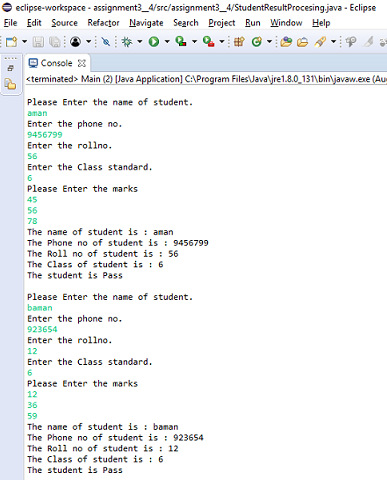 eclipse-workspace - assignment3__4/src/assignment3__4/StudentResultProcesing.java - Eclipse
File Edit Source Refactor Navigate Search Project Run Window Help
Console
<terminated> Main (2) [Java Application] C:\Program Files\Java\jre1.8.0_131\bin\javaw.exe (Au
Please Enter the name of student.
aman
Enter the phone no.
9456799
Enter the rollno.
56
Enter the Class standard.
6
Please Enter the marks
45
56
78
The name of student is : aman
The Phone no of student is : 9456799
The Roll no of student is : 56
The Class of student is : 6
The student is Pass
Please Enter the name of student.
baman
Enter the phone no.
923654
Enter the rollno.
12
Enter the Class standard.
6
Please Enter the marks
12
36
59
The name of student is : baman
The Phone no of student is : 923654
The Roll no of student is : 12
The Class of student is : 6
The student is Pass